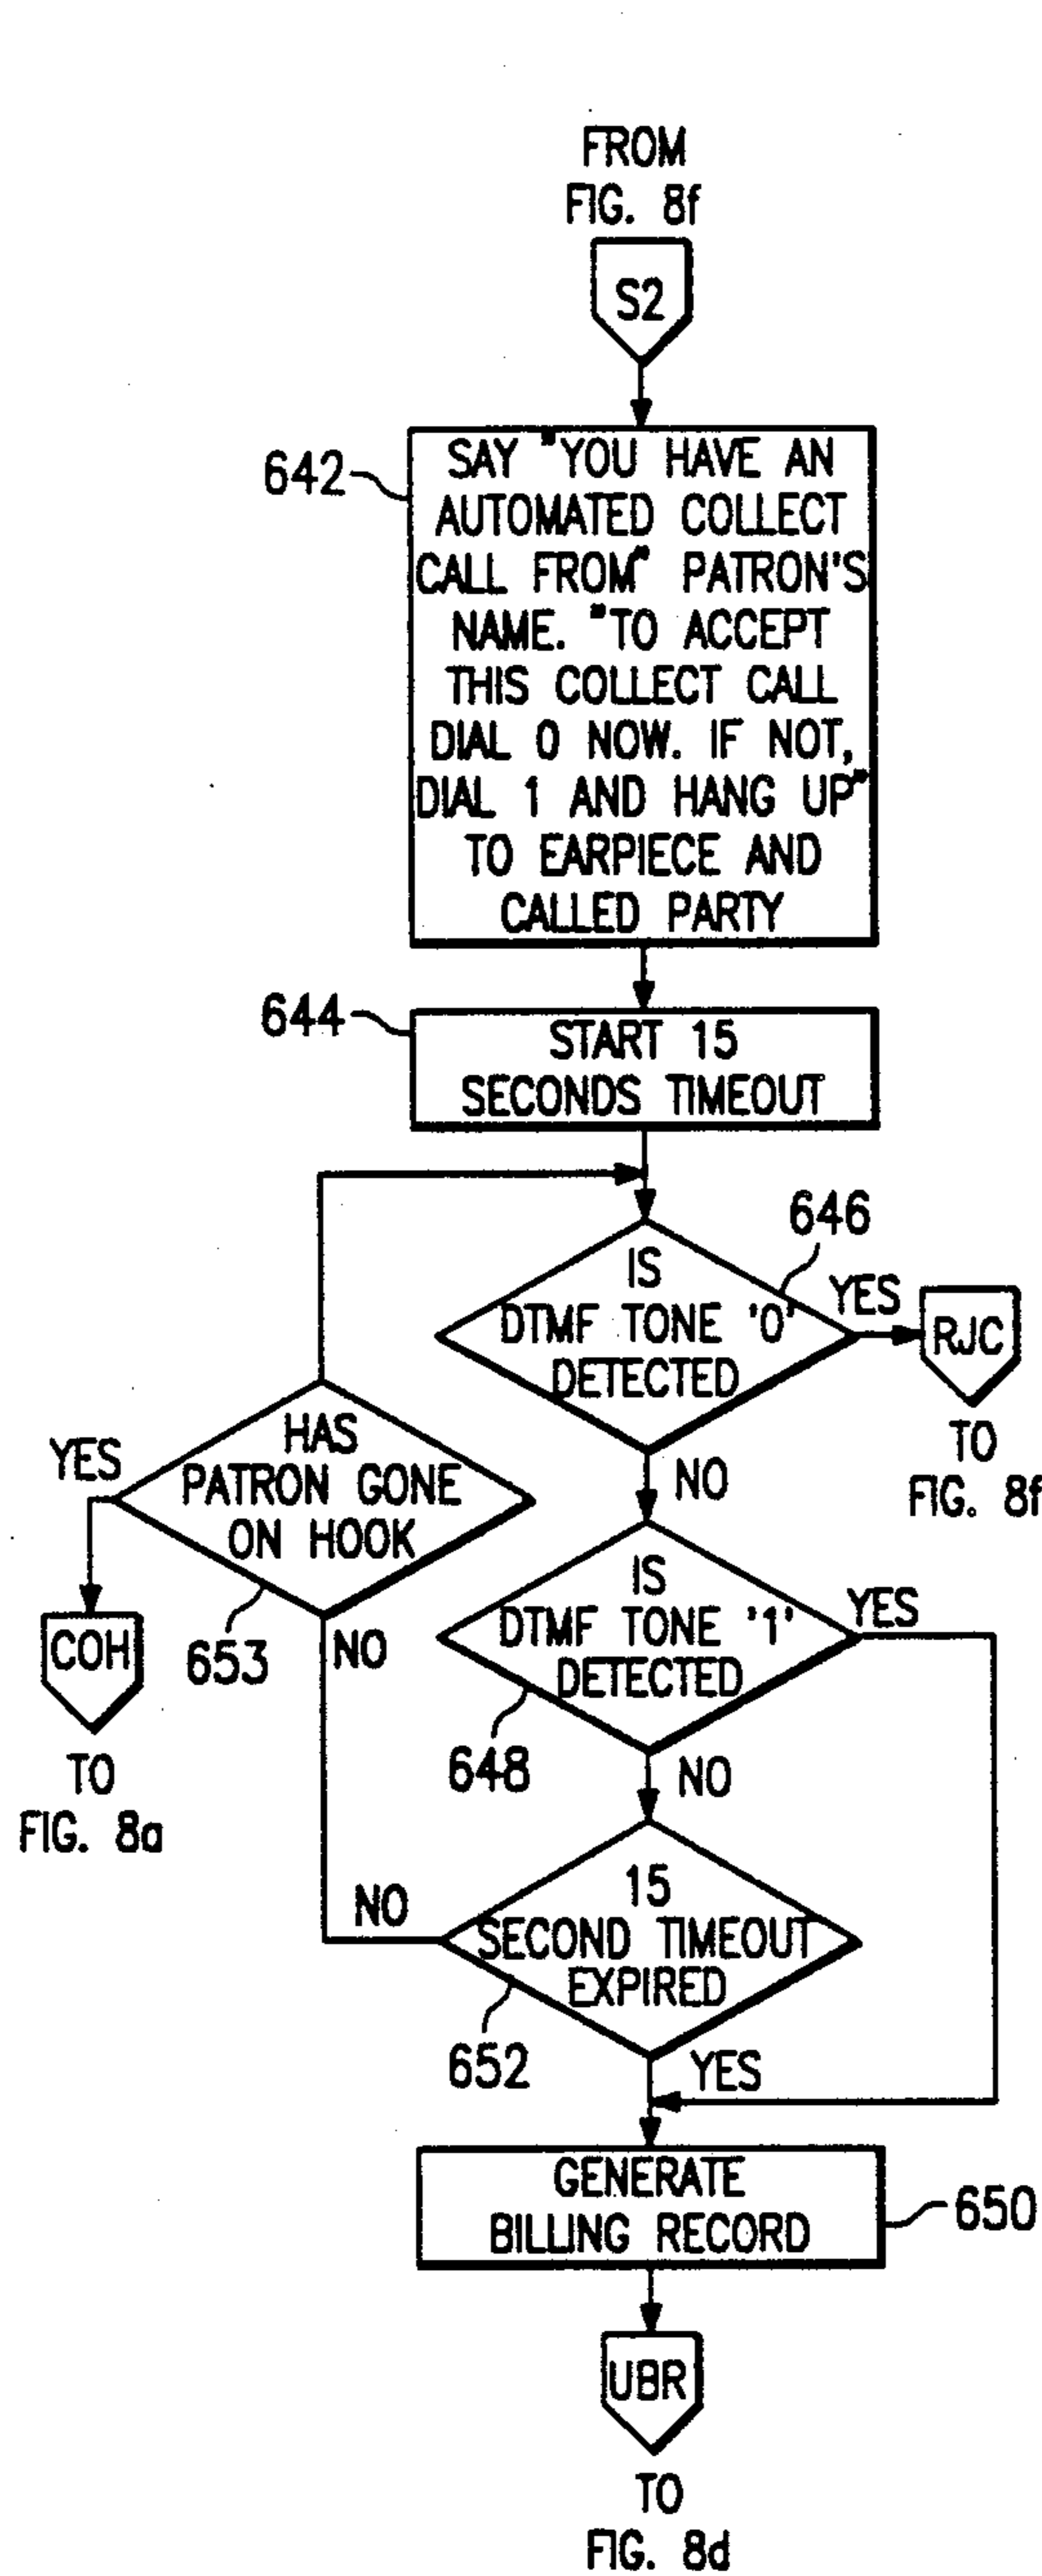 FROM
FIG. 8f
S2
642
SAY "YOU HAVE AN
AUTOMATED COLLECT
CALL FROM" PATRON'S
NAME. "TO ACCEPT
THIS COLLECT CALL
DIAL 0 NOW. IF NOT,
DIAL 1 AND HANG UP"
TO EARPIECE AND
CALLED PARTY
644
START 15
SECONDS TIMEOUT
646
IS
DTMF TONE '0'
DETECTED
YES
RJC
TO
FIG. 8f
NO
HAS
PATRON GONE
ON HOOK
YES
COH
653
NO
TO
FIG. 8a
IS
DTMF TONE '1'
DETECTED
YES
648
NO
15
SECOND TIMEOUT
EXPIRED
NO
652
YES
GENERATE
BILLING RECORD
650
UBR
TO
FIG. 8d